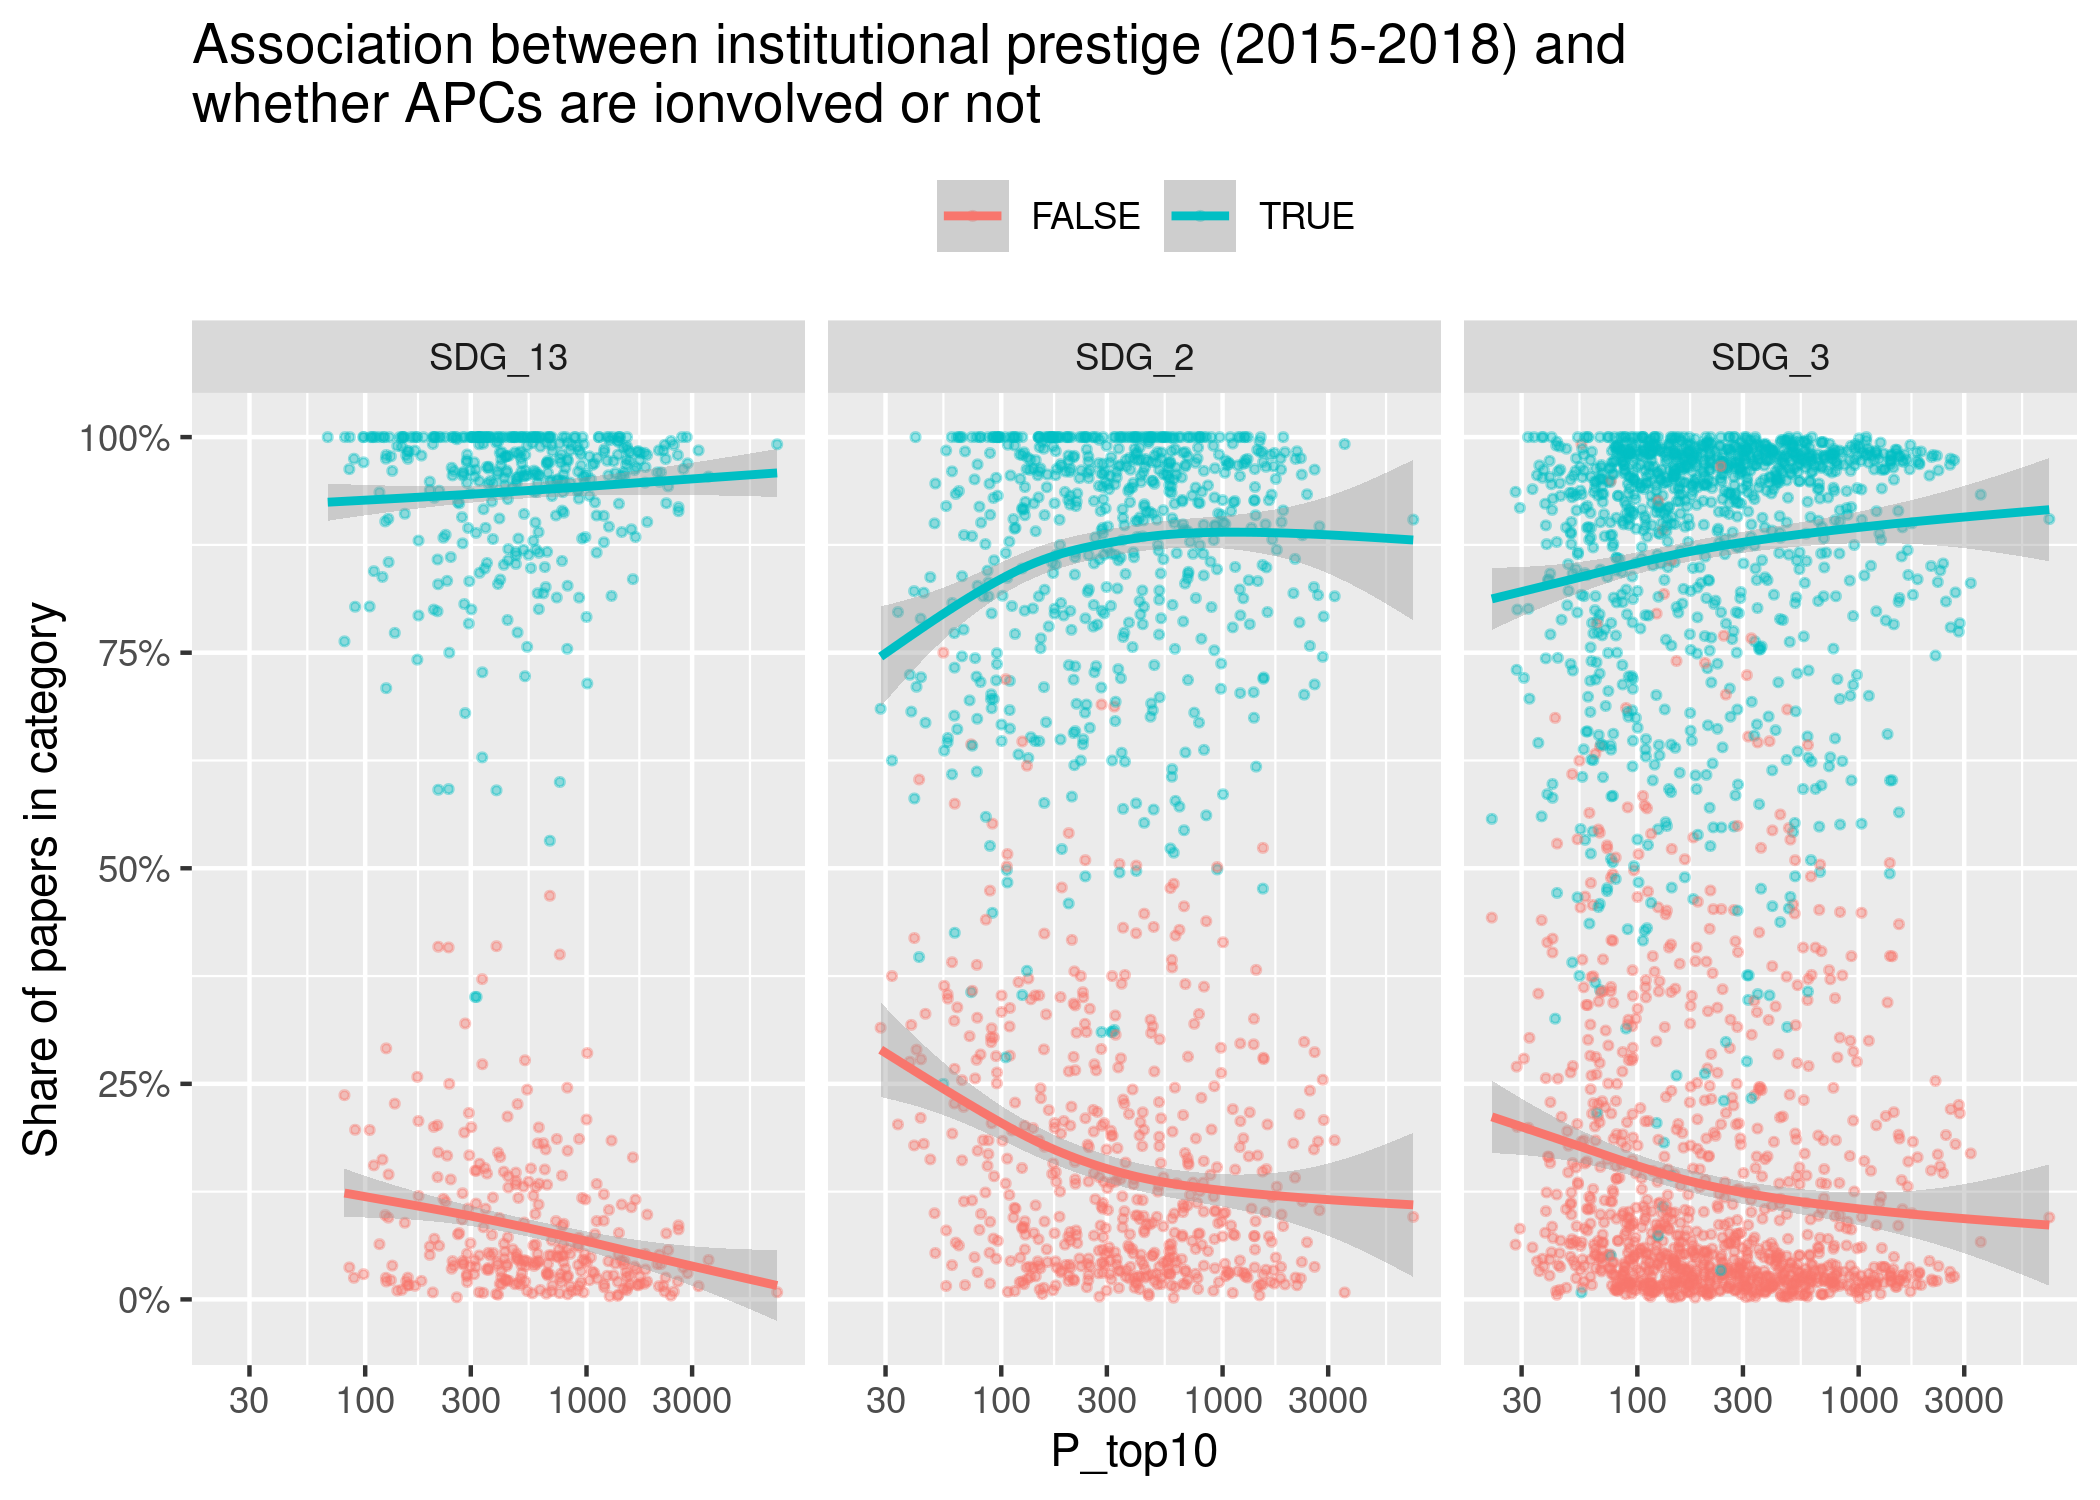 Association between institutional prestige (2015-2018) and
whether APCs are ionvolved or not
FALSE TRUE
SDG_13 SDG_2 SDG_3
Share of papers in category
100%
75%
50%
25%
0%
30 100 300 1000 3000 30 100 300 1000 3000 30 100 300 1000 3000
P_top10